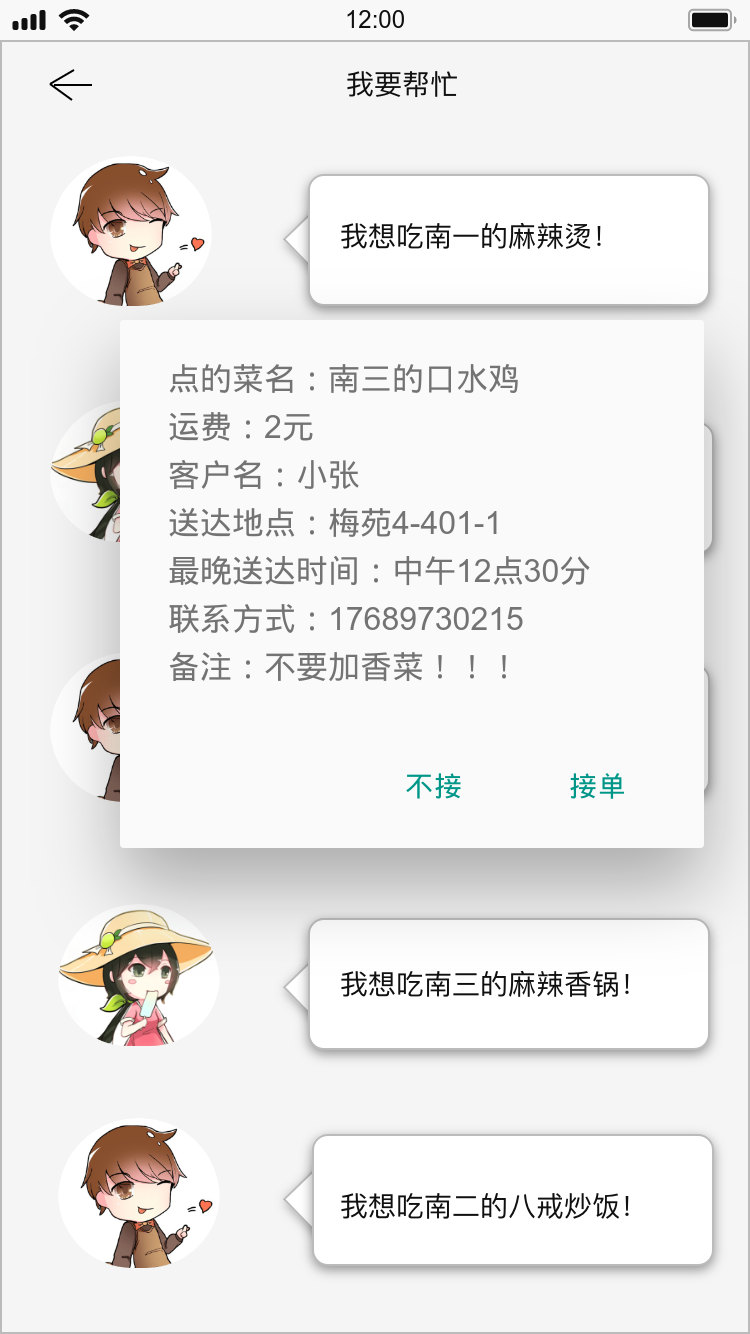 12:00
我要帮忙
我想吃南一的麻辣烫!
点的菜名：南三的口水鸡
运费：2元
客户名：小张
送达地点：梅苑4-401-1
最晚送达时间：中午12点30分
联系方式：17689730215
备注：不要加香菜！！！
不接 接单
我想吃南三的麻辣香锅!
我想吃南二的八戒炒饭!